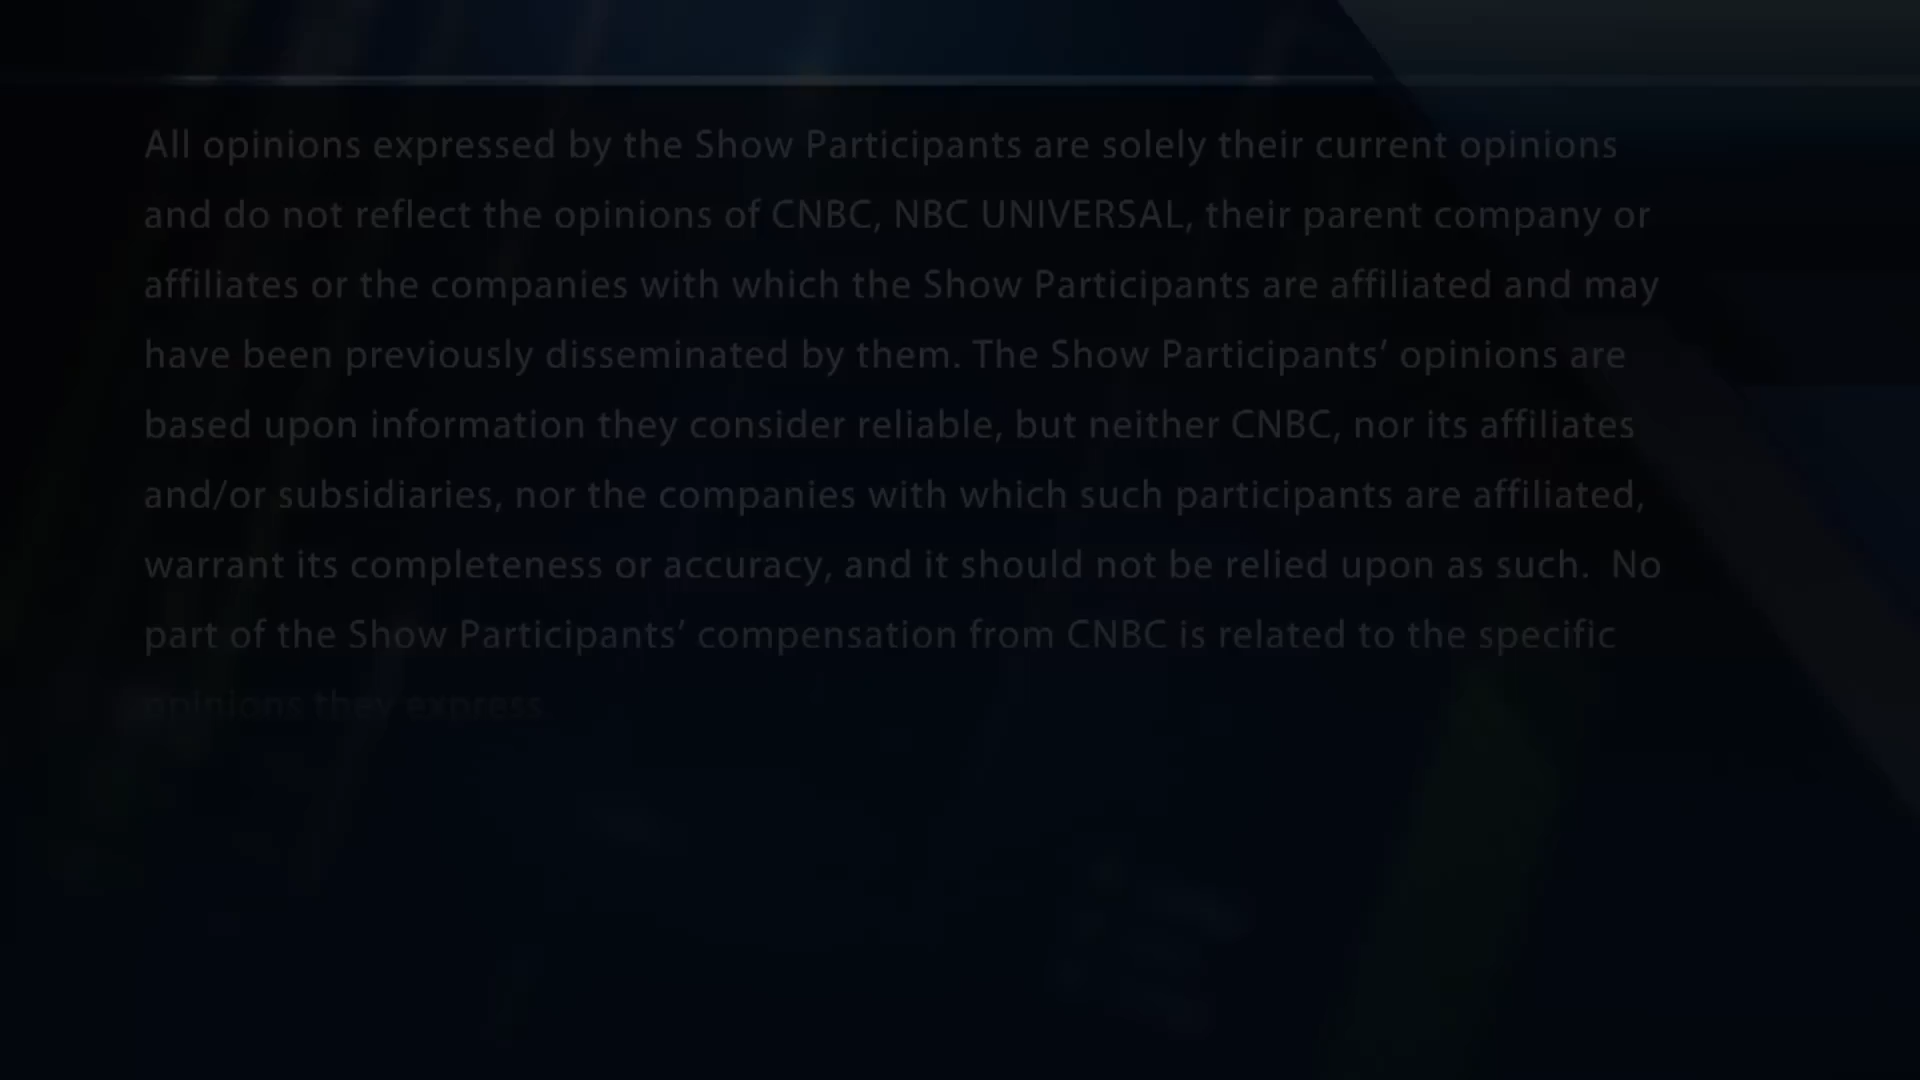 All opinions expressed by the Show Participants are solely their current opinions
and do not reflect the opinions of CNBC, NBC UNIVERSAL, their parent company or
affiliates or the companies with which the Show Participants are affiliated and may
have been previously disseminated by them. The Show Participants’ opinions are
based upon information they consider reliable, but neither CNBC, nor its affiliates
and/or subsidiaries, nor the companies with which such participants are affiliated,
warrant its completeness or accuracy, and it should not be relied upon as such.  No
part of the Show Participants’ compensation from CNBC is related to the specific
opinions they express